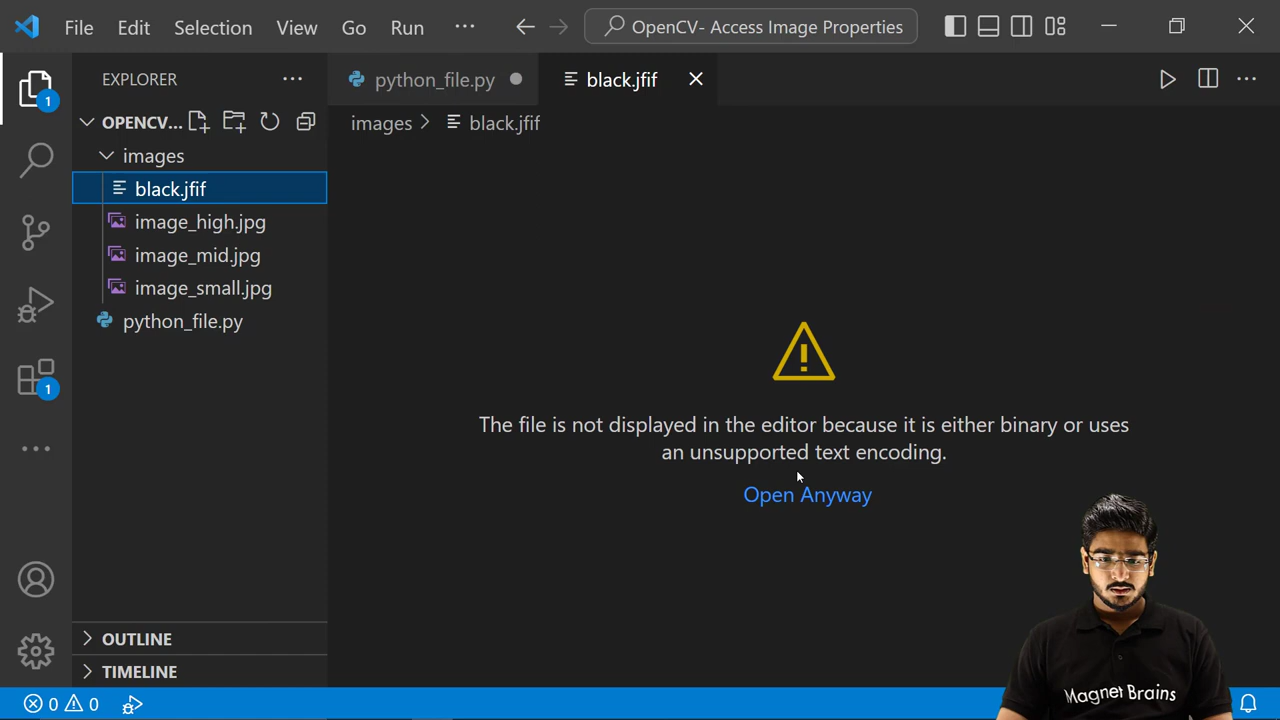 File Edit Selection View Go Run ··· OpenCV- Access Image Properties
EXPLORER
python_file.py
black.jfif
OPENCV...
images > black.jfif
images
black.jfif
image_high.jpg
image_mid.jpg
image_small.jpg
python_file.py
The file is not displayed in the editor because it is either binary or uses
an unsupported text encoding.
Open Anyway
1
1
OUTLINE
TIMELINE
0 0
Magnet Brains